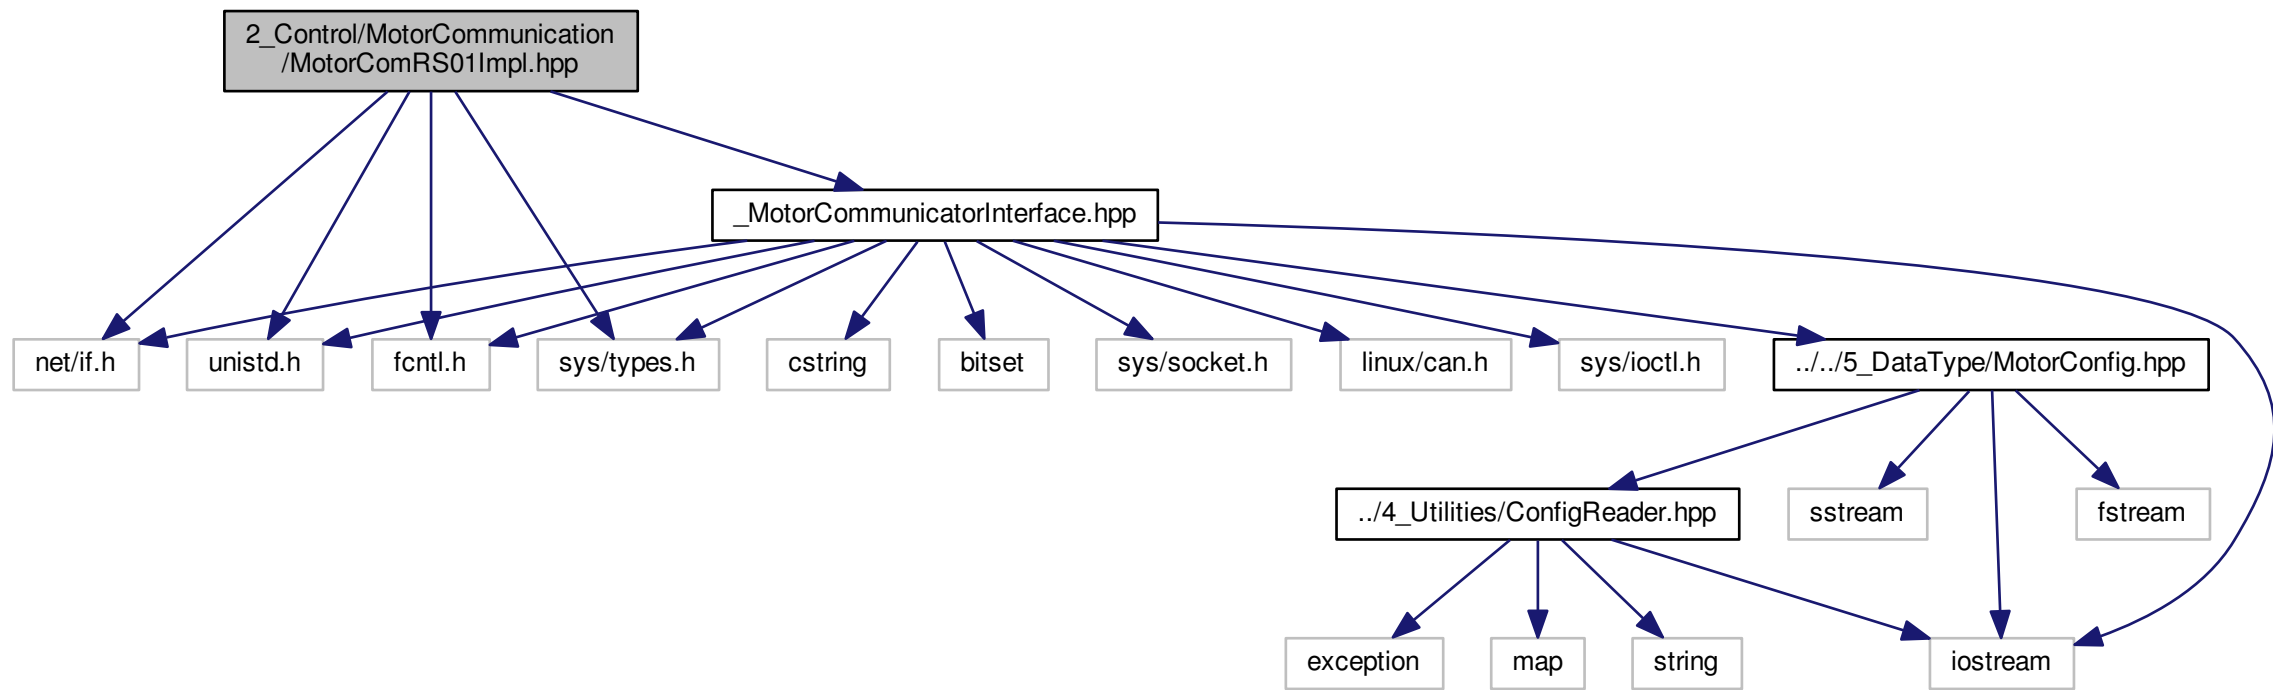 2_Control/MotorCommunication
/MotorComRS01Impl.hpp
_MotorCommunicatorInterface.hpp
net/if.h
unistd.h
fcntl.h
sys/types.h
cstring
bitset
sys/socket.h
linux/can.h
sys/ioctl.h
../../5_DataType/MotorConfig.hpp
../4_Utilities/ConfigReader.hpp
sstream
fstream
exception
map
string
iostream